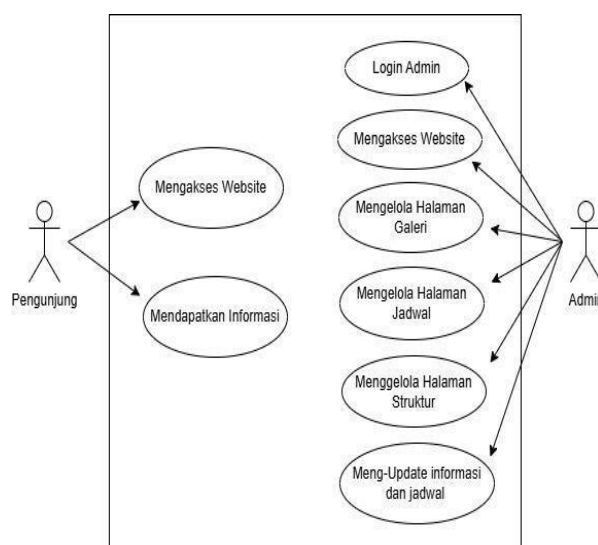 Login Admin
Mengakses Website
Mengakses Website
Mengelola Halaman
Galeri
Pengunjung
Mendapatkan Informasi
Mengelola Halaman
Jadwal
Admin
Menggelola Halaman
Struktur
Meng-Update informasi
dan jadwal